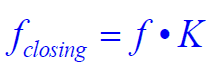 f_closing = f • K